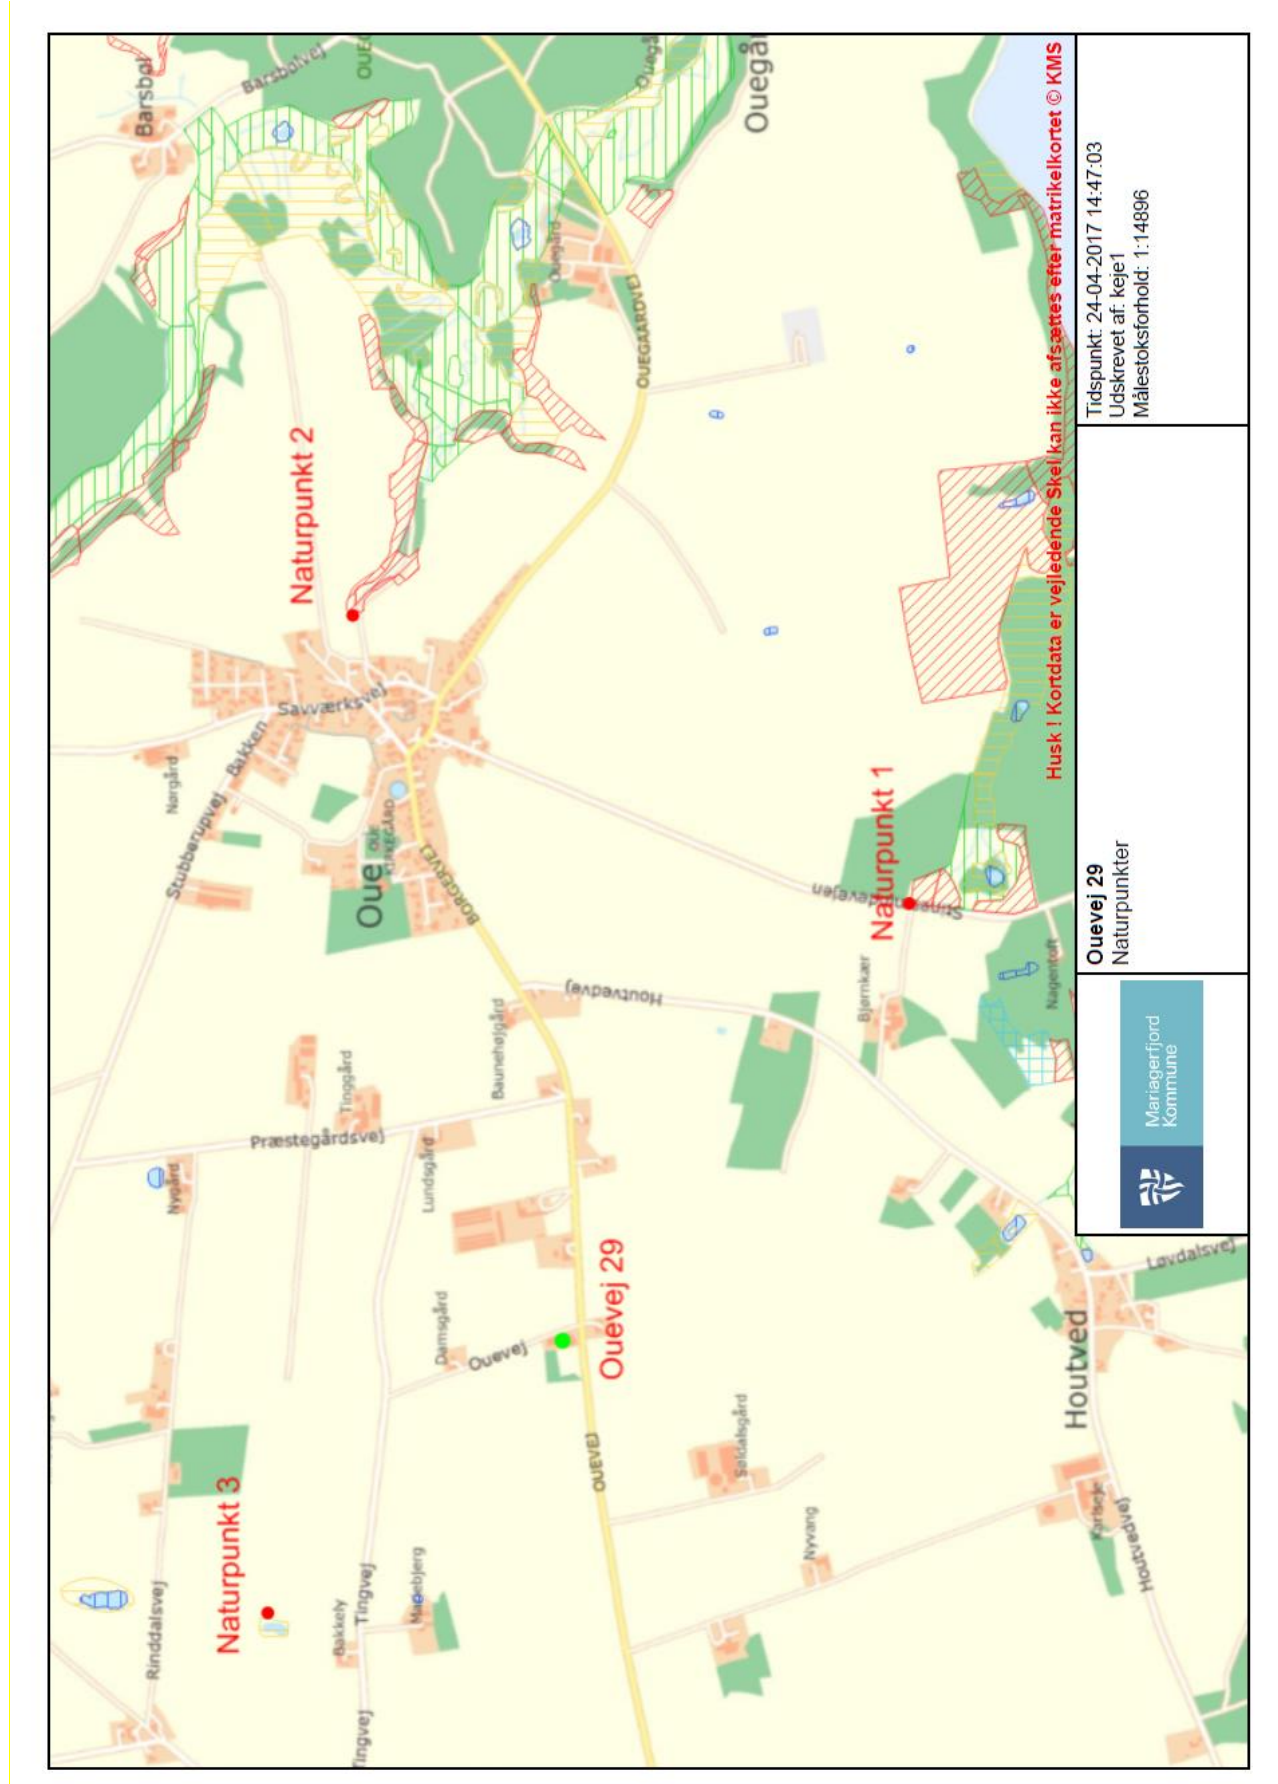 Rinddalsvej
Naturpunkt 3
Bakkely
Tingvej
Tingvej
Nygård
Præstegårdsvej
Tinggård
Lundsgård
Damsgård
Ouevej
Baunehøjgård
OUEVEJ
Ouevej 29
Søldalsgård
Nyvang
Houtved
Karlseje
Houtvedvej
Løvdalsvej
Stubberupvej
Bakken
Nørgård
Savværksvej
Oue
OUE
KIRKEGÅRD
BORGERVEJ
Houtvedvej
Bjørnkær
Naturpunkt 1
Nagentoft
Naturpunkt 2
Barsbøl
Barsbølvej
Ouegård
OUEGAARDVEJ
Ouegår
Husk ! Kortdata er vejledende Skel kan ikke afsættes efter matrikelkortet © KMS
Mariagerfjord
Kommune
Ouevej 29
Naturpunkter
Tidspunkt: 24-04-2017 14:47:03
Udskrevet af: keje1
Målestoksforhold: 1:14896